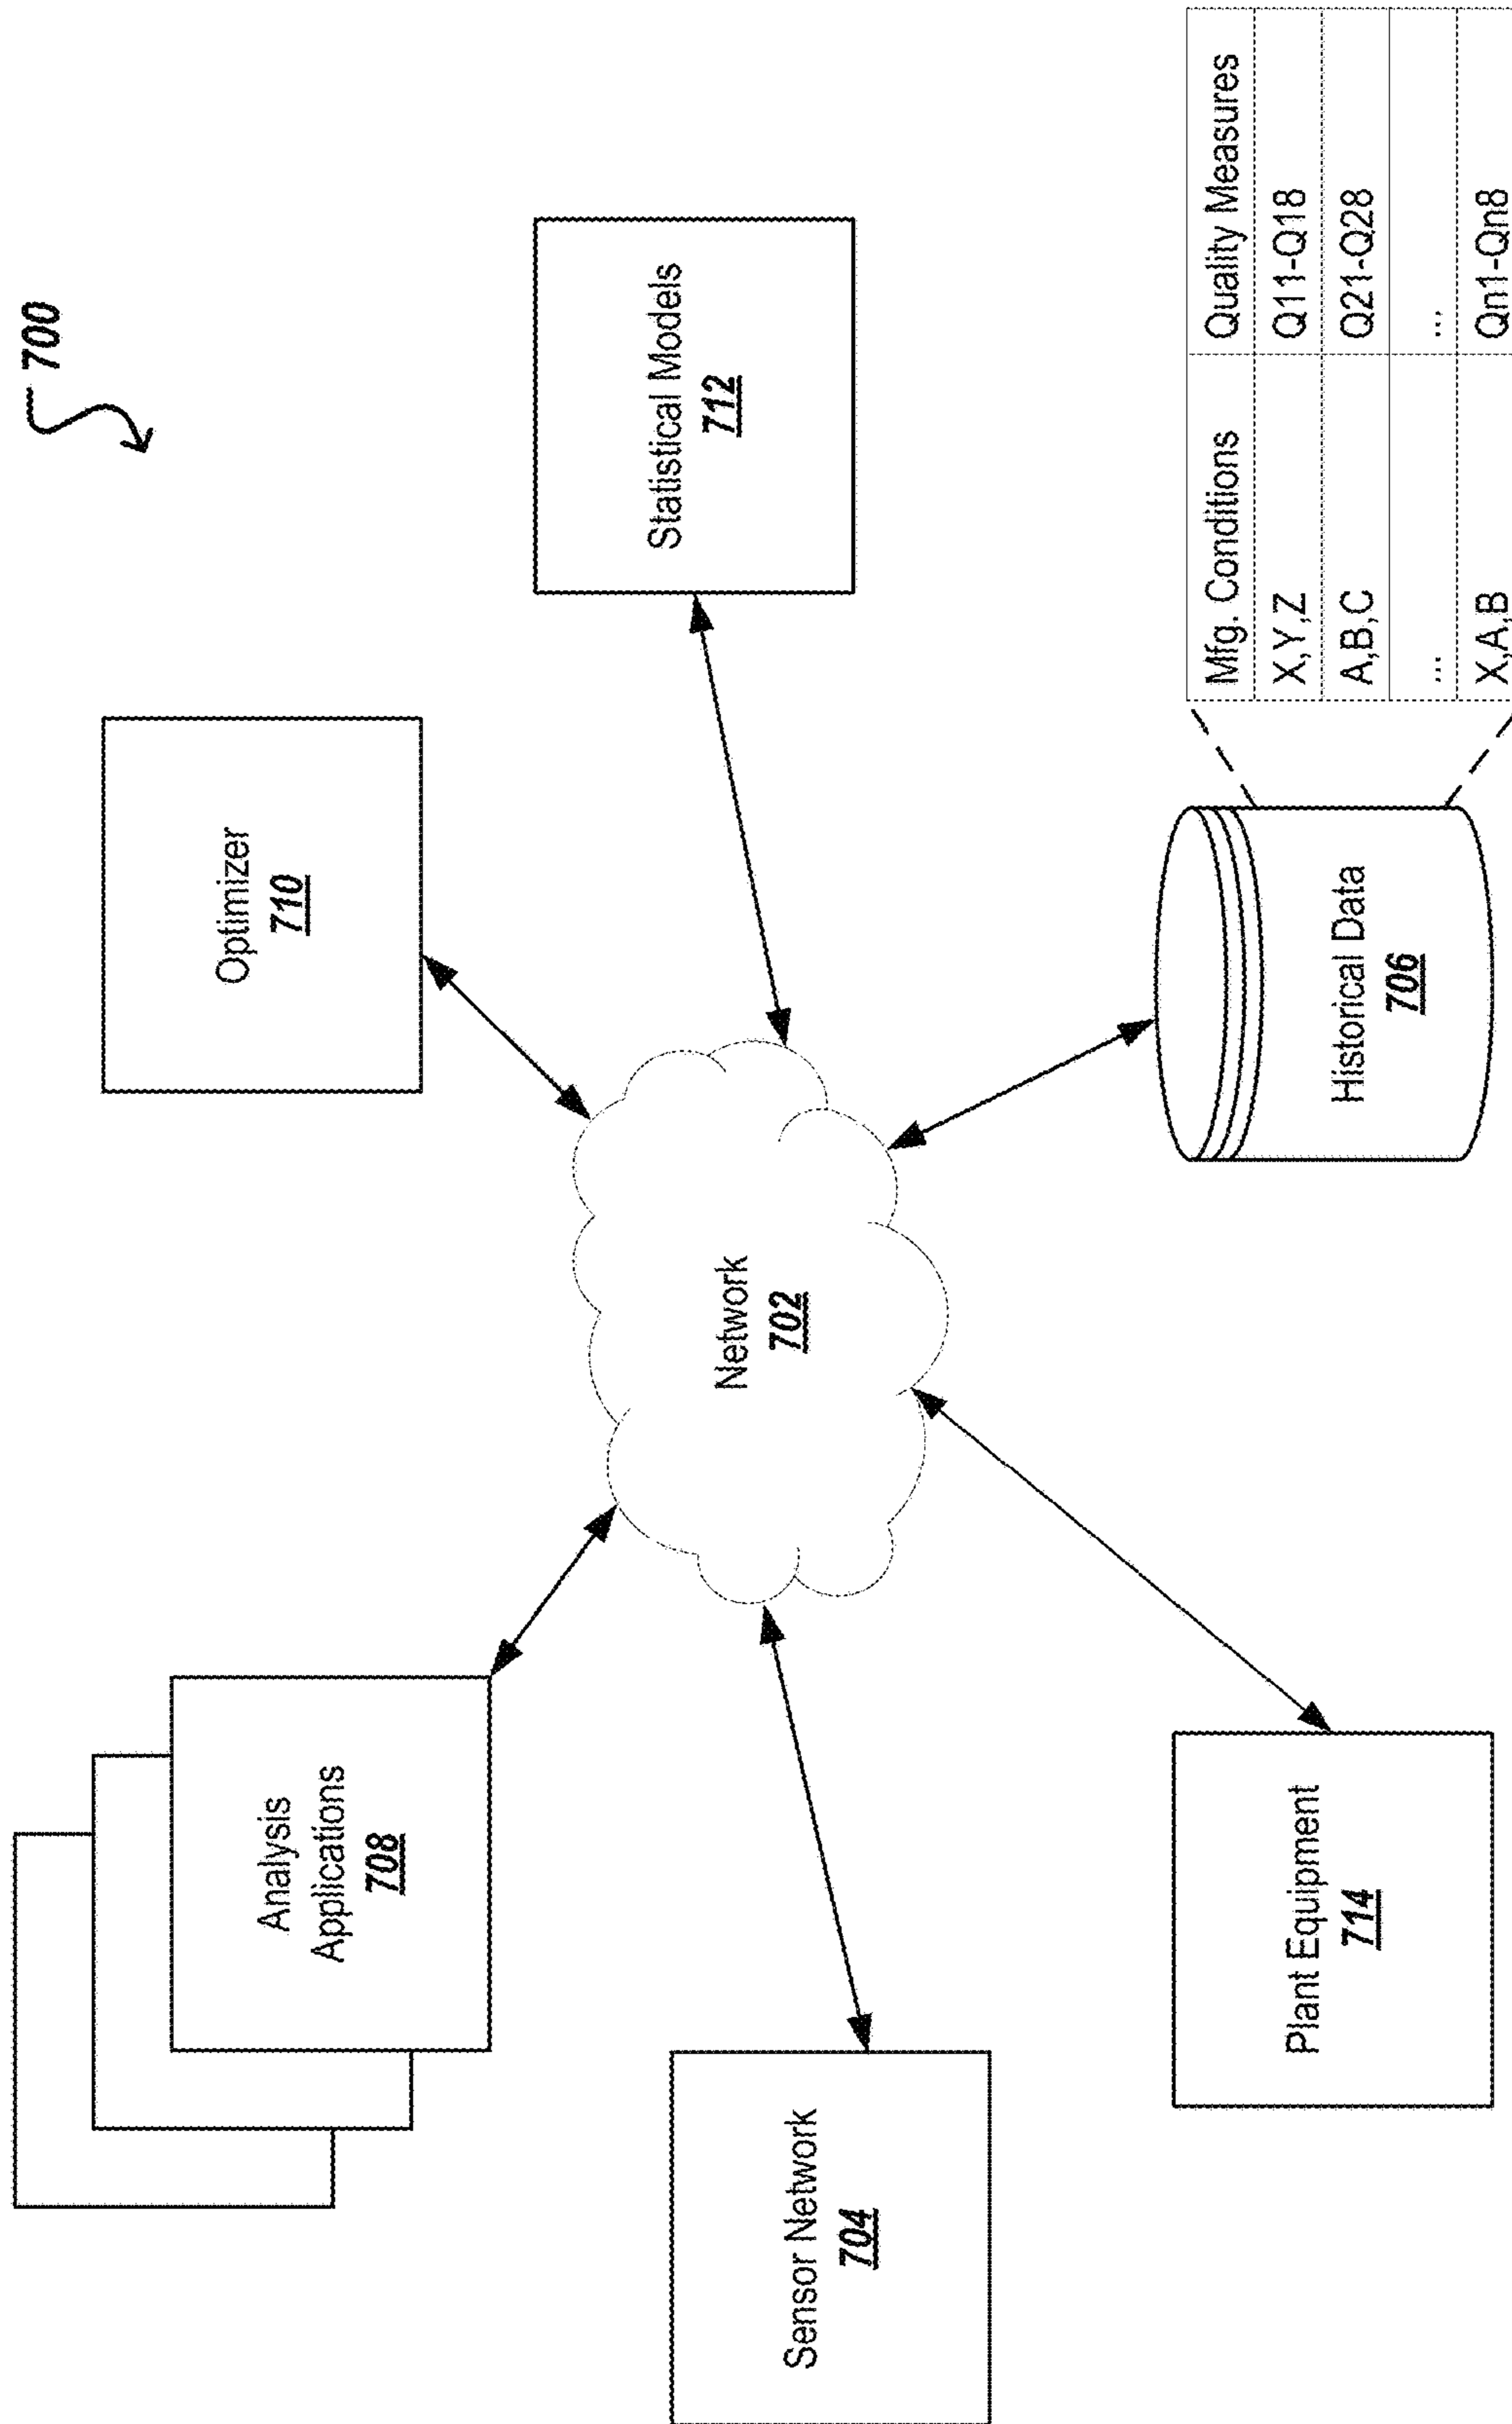 700
Analysis
Applications
708
Optimizer
710
Sensor Network
704
Network
702
Statistical Models
712
Plant Equipment
714
Historical Data
706
Mfg. Conditions Quality Measures
X,Y,Z Q11-Q18
A,B,C Q21-Q28
... ...
X,A,B Qn1-Qn8